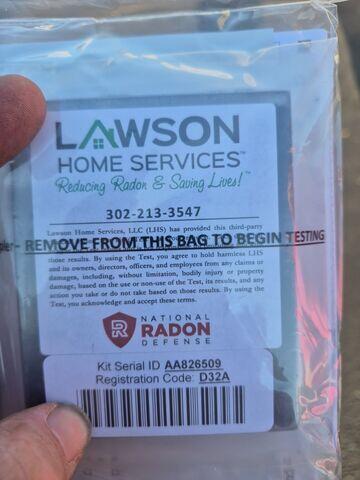 LAWSON
HOME SERVICES™
Reducing Radon & Saving Lives!™
302-213-3547
Lawson Home Services, LLC (LHS) has provided this third-party
REMOVE FROM THIS BAG TO BEGIN TESTING
those results. By using the Test, you agree to hold harmless LHS
and its owners, directors, officers, and employees from any claims or
damages, including, without limitation, bodily injury or property
damage, based on the use or non-use of the Test, its results, and any
action you take or do not take based on those results. By using the
Test, you acknowledge and accept these terms.
NATIONAL
RADON
DEFENSE
Kit Serial ID AA826509
Registration Code: D32A